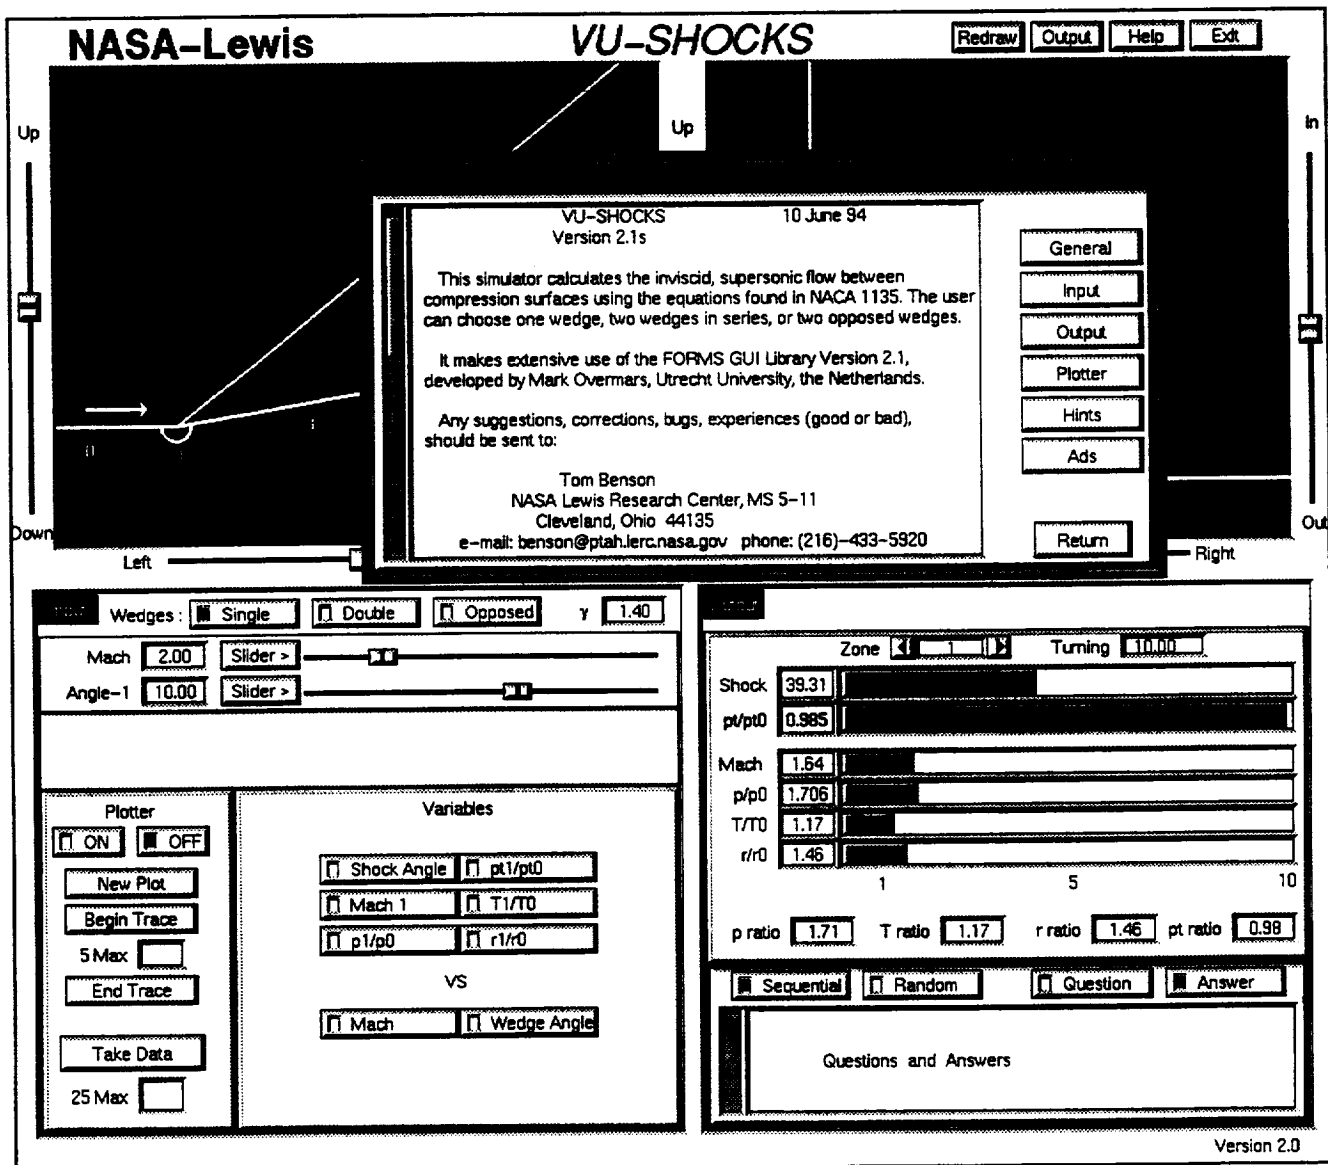 NASA-Lewis
VU-SHOCKS
Redraw Output Help Exit
Up
Up
In
VU-SHOCKS 10 June 94
Version 2.1s
This simulator calculates the inviscid, supersonic flow between
compression surfaces using the equations found in NACA 1135. The user
can choose one wedge, two wedges in series, or two opposed wedges.
It makes extensive use of the FORMS GUI Library Version 2.1,
developed by Mark Overmars, Utrecht University, the Netherlands.
Any suggestions, corrections, bugs, experiences (good or bad),
should be sent to:
Tom Benson
NASA Lewis Research Center, MS 5-11
Cleveland, Ohio 44135
e-mail: benson@ptah.lerc.nasa.gov phone: (216)-433-5920
General
Input
Output
Plotter
Hints
Ads
Return
0
Down
Out
Left
Right
Wedges : Single Double Opposed γ 1.40
Mach 2.00 Slider >
Angle-1 10.00 Slider >
Plotter
ON OFF
New Plot
Begin Trace
5 Max
End Trace
Take Data
25 Max
Variables
Shock Angle pt1/pt0
Mach 1 T1/T0
p1/p0 r1/r0
VS
Mach Wedge Angle
Zone 1 Turning 10.00
Shock 39.31
pt/pt0 0.985
Mach 1.64
p/p0 1.706
T/T0 1.17
r/r0 1.46
1 5 10
p ratio 1.71 T ratio 1.17 r ratio 1.46 pt ratio 0.98
Sequential Random Question Answer
Questions and Answers
Version 2.0